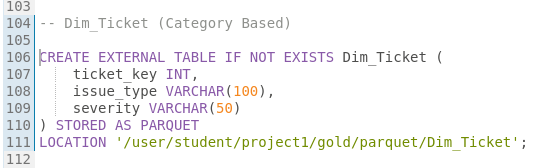 103
104 -- Dim_Ticket (Category Based)
105
106 CREATE EXTERNAL TABLE IF NOT EXISTS Dim_Ticket (
107     ticket_key INT,
108     issue_type VARCHAR(100),
109     severity VARCHAR(50)
110 ) STORED AS PARQUET
111 LOCATION '/user/student/project1/gold/parquet/Dim_Ticket';
112